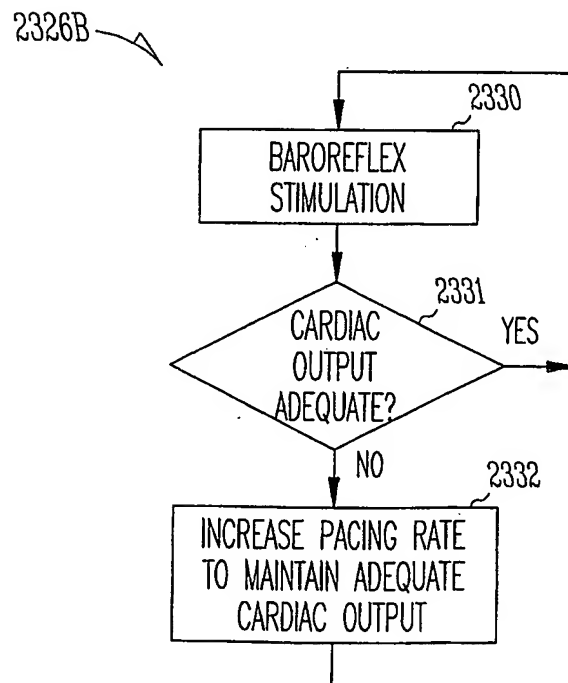 2326B
2330
BAROREFLEX
STIMULATION
2331
CARDIAC
OUTPUT
ADEQUATE?
YES
NO
2332
INCREASE PACING RATE
TO MAINTAIN ADEQUATE
CARDIAC OUTPUT